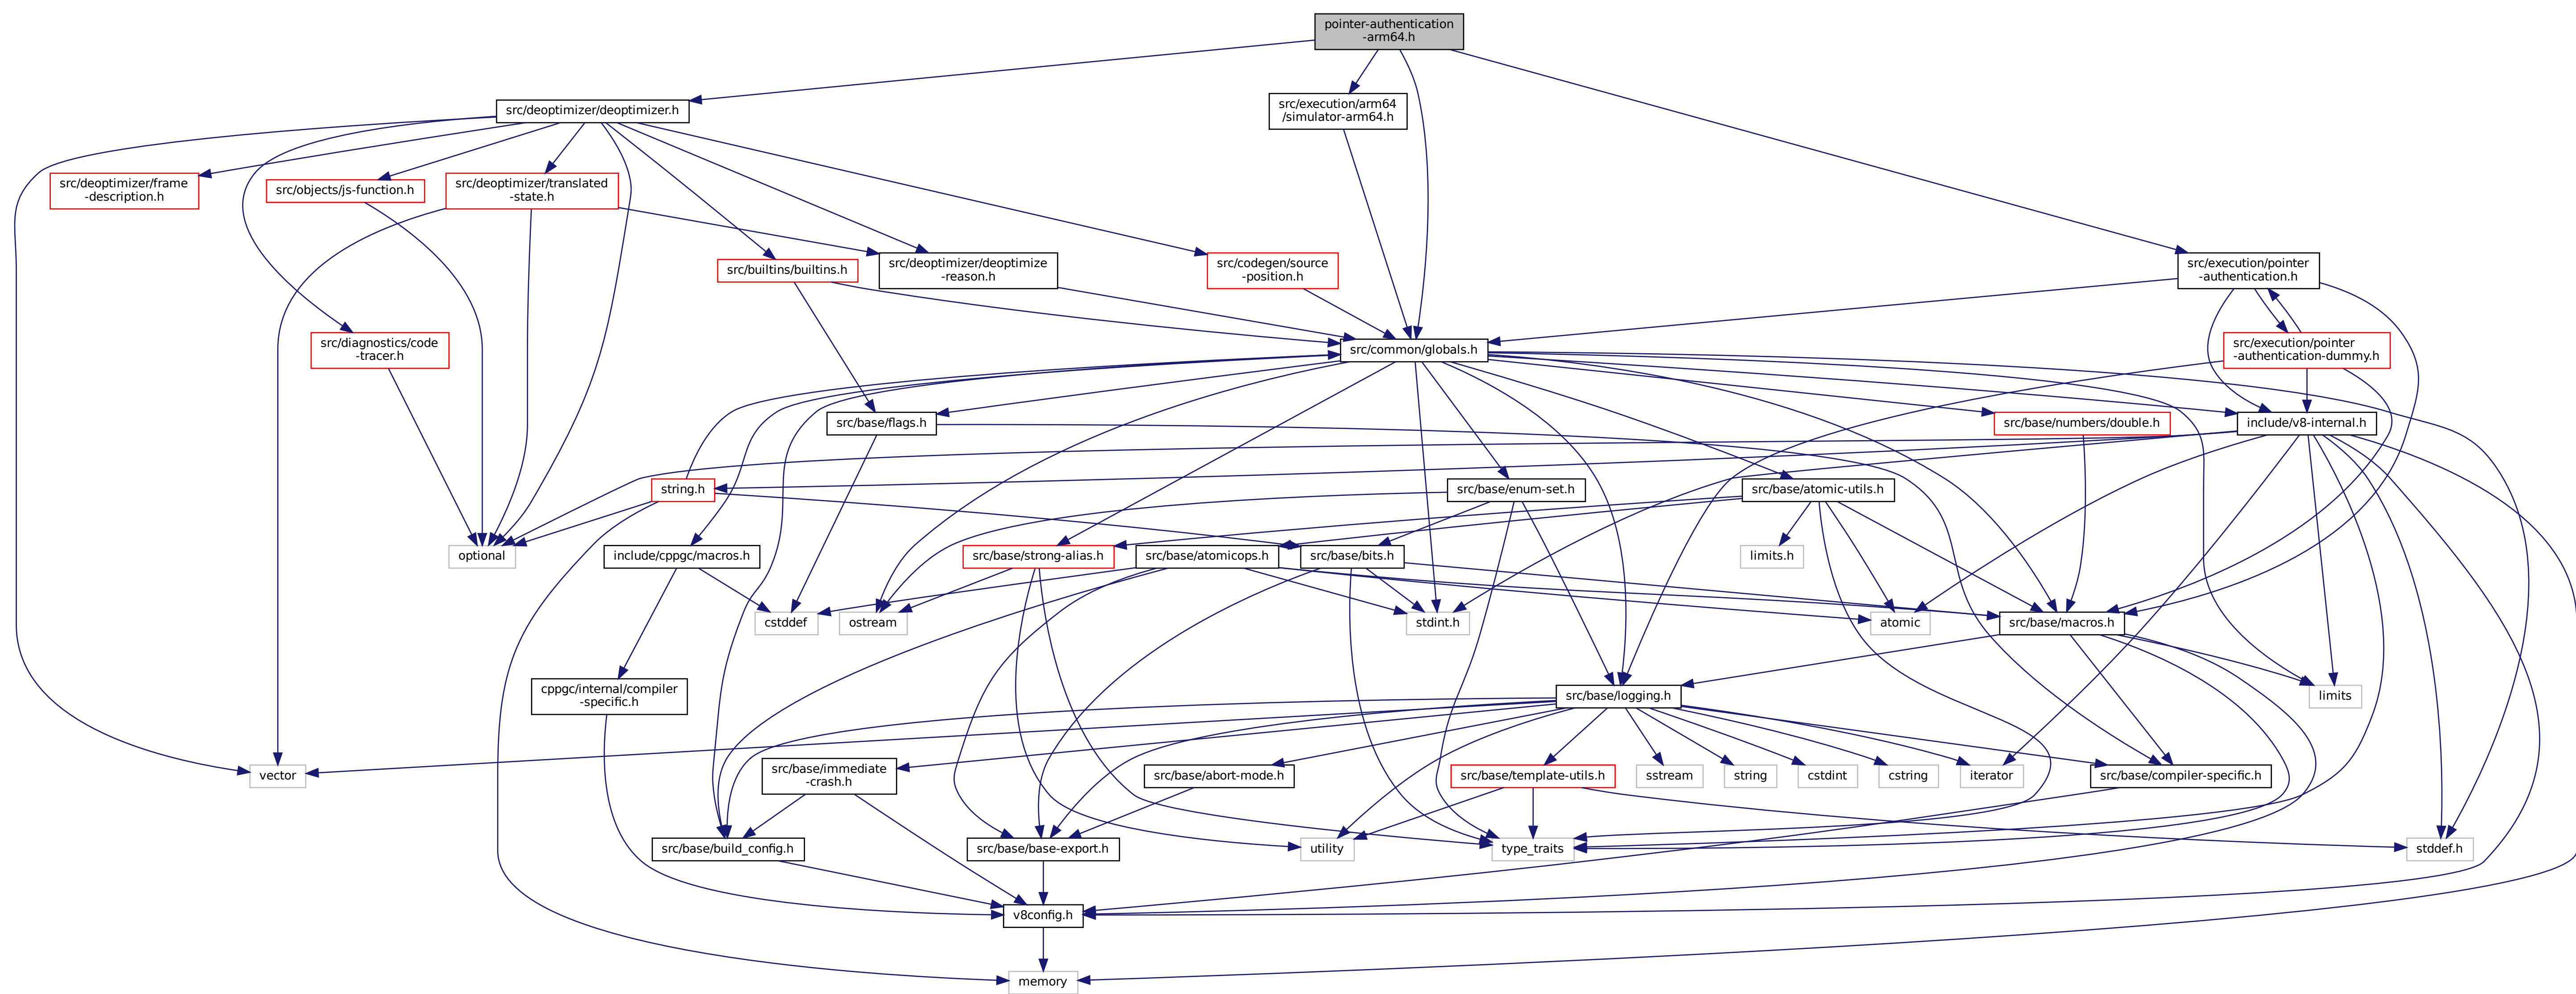 pointer-authentication
-arm64.h
src/deoptimizer/deoptimizer.h
src/execution/arm64
/simulator-arm64.h
src/deoptimizer/frame
-description.h
src/objects/js-function.h
src/deoptimizer/translated
-state.h
src/builtins/builtins.h
src/deoptimizer/deoptimize
-reason.h
src/codegen/source
-position.h
src/execution/pointer
-authentication.h
src/diagnostics/code
-tracer.h
src/common/globals.h
src/execution/pointer
-authentication-dummy.h
src/base/flags.h
src/base/numbers/double.h
include/v8-internal.h
string.h
src/base/enum-set.h
src/base/atomic-utils.h
optional
include/cppgc/macros.h
src/base/strong-alias.h
src/base/atomicops.h
src/base/bits.h
limits.h
cstddef
ostream
stdint.h
atomic
src/base/macros.h
cppgc/internal/compiler
-specific.h
src/base/logging.h
limits
vector
src/base/immediate
-crash.h
src/base/abort-mode.h
src/base/template-utils.h
sstream
string
cstdint
cstring
iterator
src/base/compiler-specific.h
src/base/build_config.h
src/base/base-export.h
utility
type_traits
stddef.h
v8config.h
memory